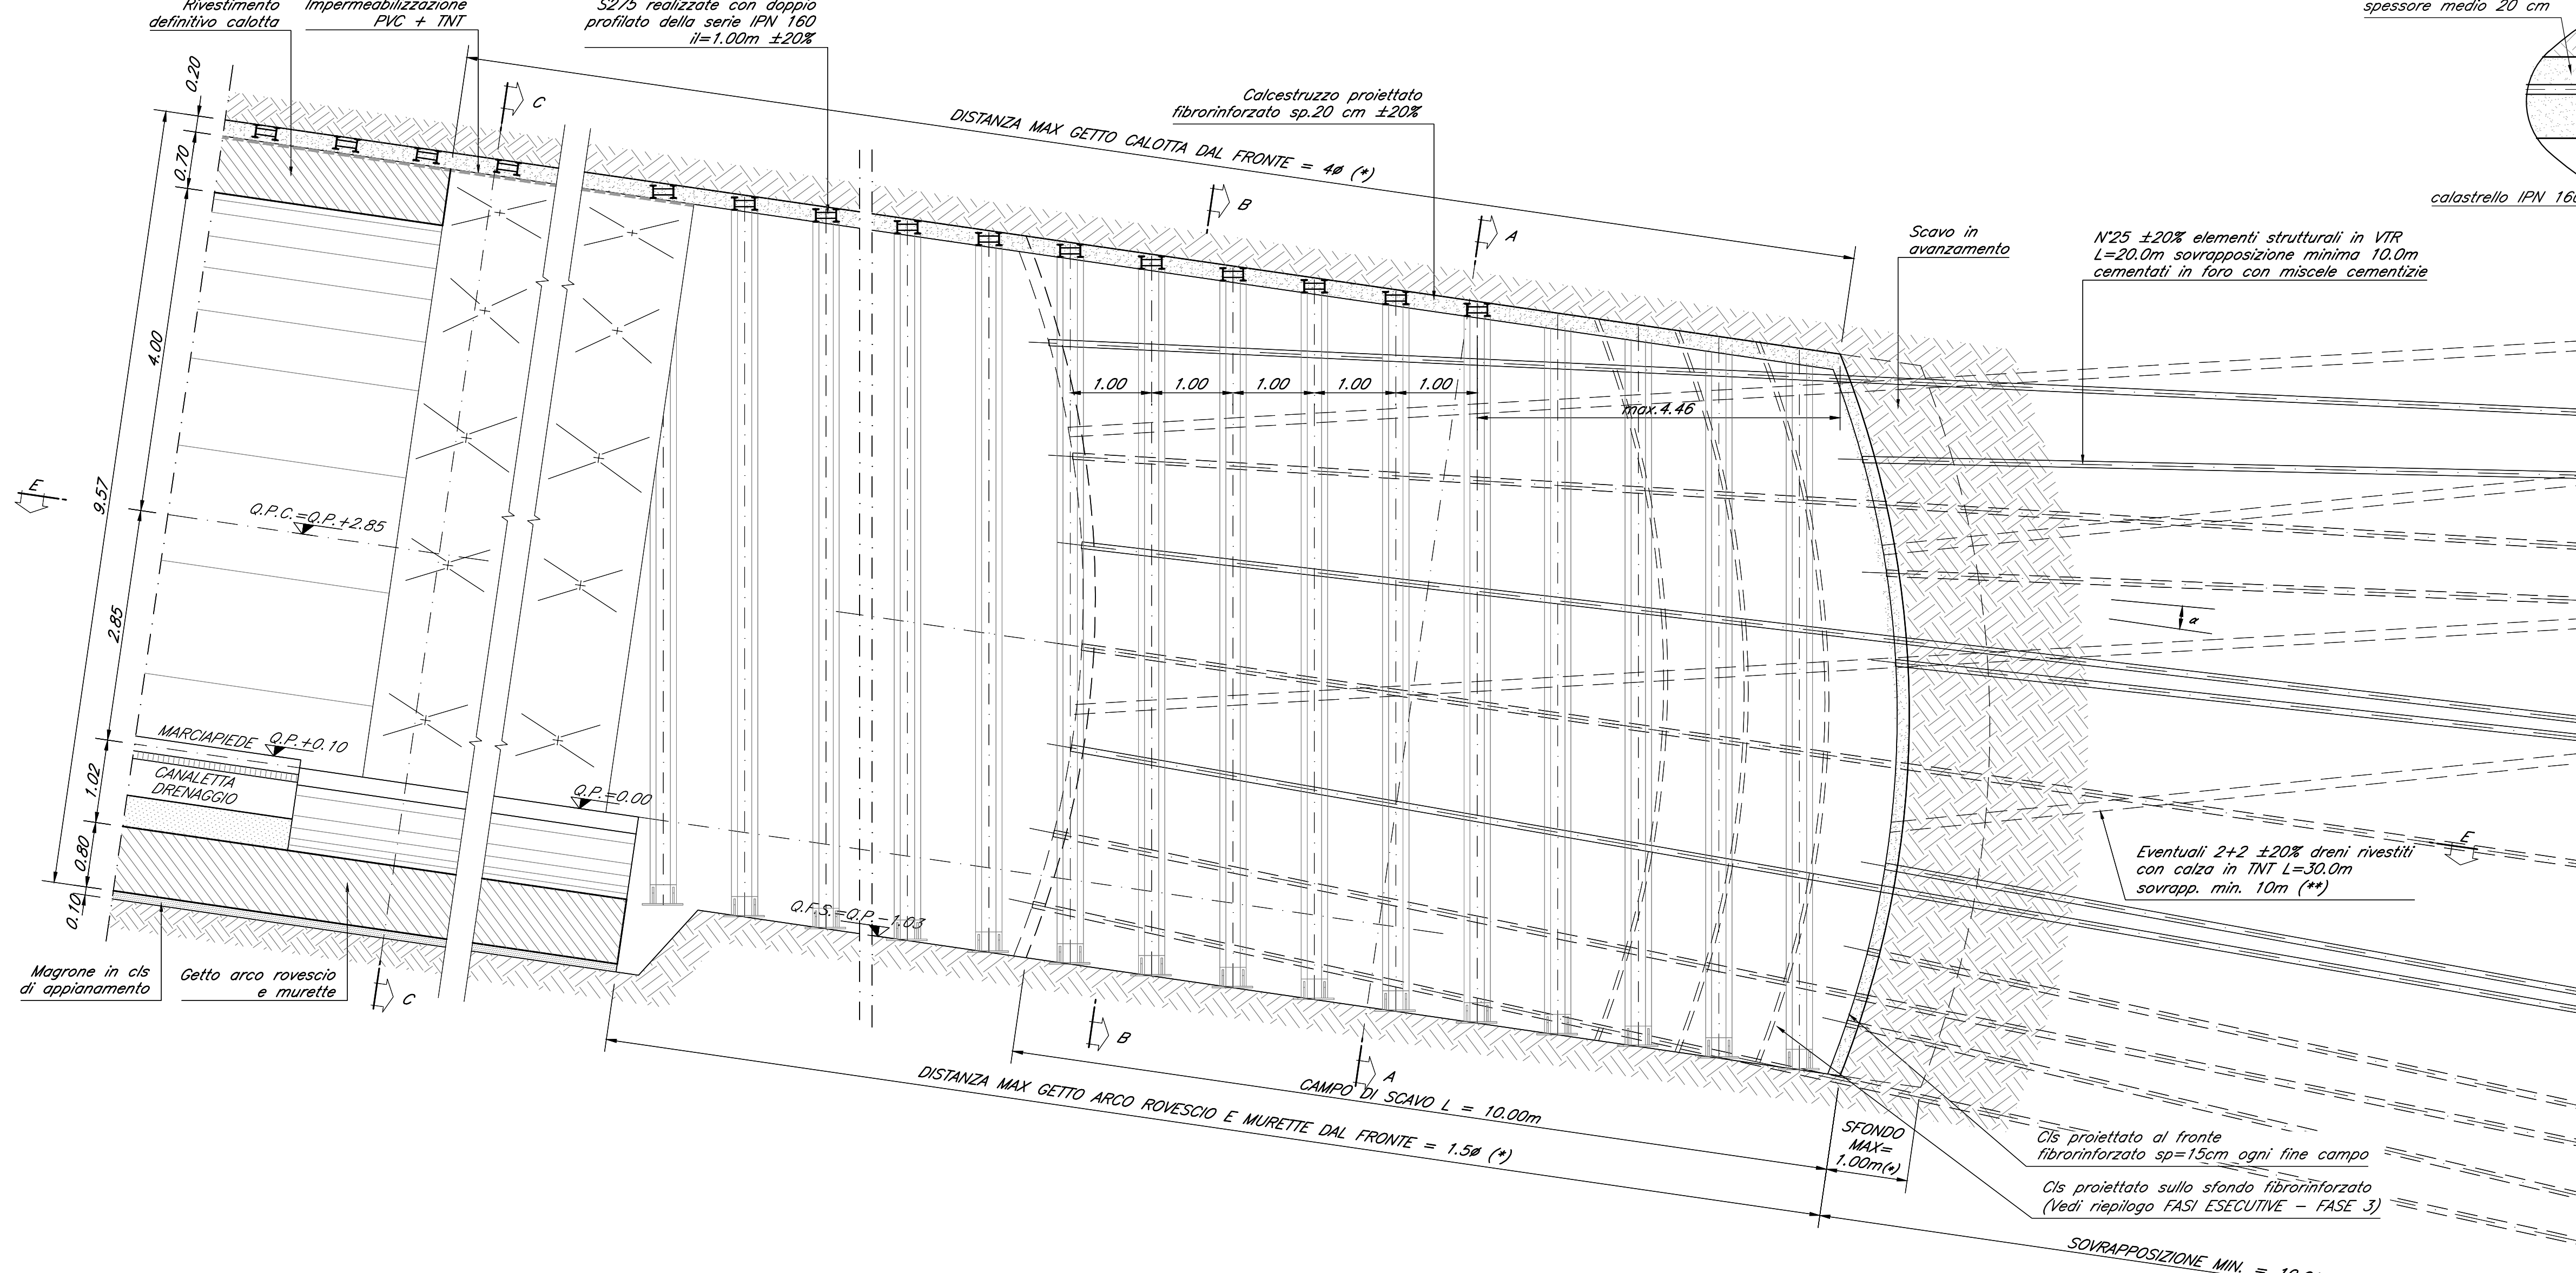 Rivestimento
definitivo calotta
Impermeabilizzazione
PVC + TNT
S275 realizzate con doppio
profilato della serie IPN 160
il=1.00m ±20%
spessore medio 20 cm
calastrello IPN 160
Calcestruzzo proiettato
fibrorinforzato sp.20 cm ±20%
DISTANZA MAX GETTO CALOTTA DAL FRONTE = 4ø (*)
C
B
A
Scavo in
avanzamento
N°25 ±20% elementi strutturali in VTR
L=20.0m sovrapposizione minima 10.0m
cementati in foro con miscele cementizie
0.20
0.70
4.00
9.57
2.85
1.02
0.80
0.10
1.00
1.00
1.00
1.00
1.00
max.4.46
E
Q.P.C.=Q.P.+2.85
α
MARCIAPIEDE
Q.P.+0.10
CANALETTA
DRENAGGIO
Q.P.=0.00
Q.F.S.=Q.P.-1.03
E
Eventuali 2+2 ±20% dreni rivestiti
con calza in TNT L=30.0m
sovrapp. min. 10m (**)
Magrone in cls
di appianamento
Getto arco rovescio
e murette
C
B
A
CAMPO DI SCAVO L = 10.00m
DISTANZA MAX GETTO ARCO ROVESCIO E MURETTE DAL FRONTE = 1.5ø (*)
SFONDO
MAX=
1.00m(*)
Cls proiettato al fronte
fibrorinforzato sp=15cm ogni fine campo
Cls proiettato sullo sfondo fibrorinforzato
(Vedi riepilogo FASI ESECUTIVE - FASE 3)
SOVRAPPOSIZIONE MIN. =